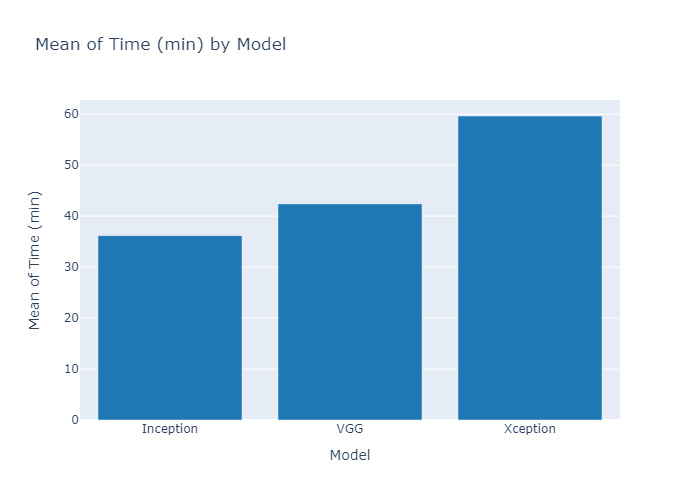 Mean of Time (min) by Model
60
50
40
30
20
10
0
Mean of Time (min)
Inception
VGG
Xception
Model